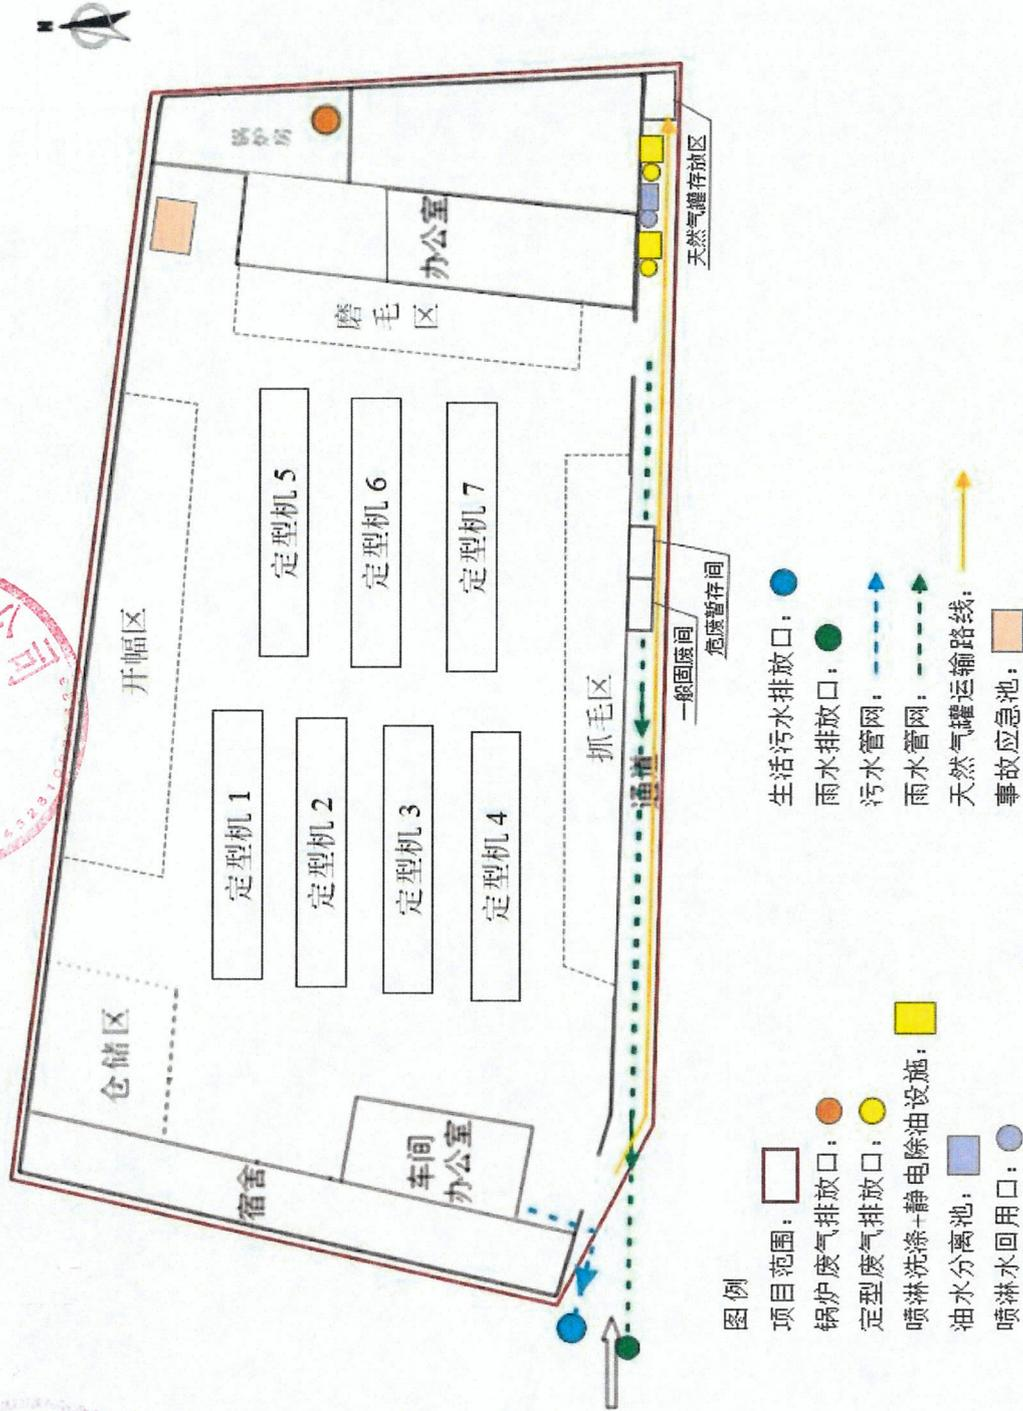 N
锅炉房
办公室
磨毛区
开幅区
仓储区
定型机 5
定型机 6
定型机 7
定型机 1
定型机 2
定型机 3
定型机 4
抓毛区
宿舍
车间
办公室
通道
天然气罐存放区
危废暂存间
一般固废间
图例
项目范围：
锅炉废气排放口：
定型废气排放口：
喷淋洗涤+静电除油设施：
油水分离池：
喷淋水回用口：
生活污水排放口：
雨水排放口：
污水管网：
雨水管网：
天然气罐运输路线：
事故应急池：